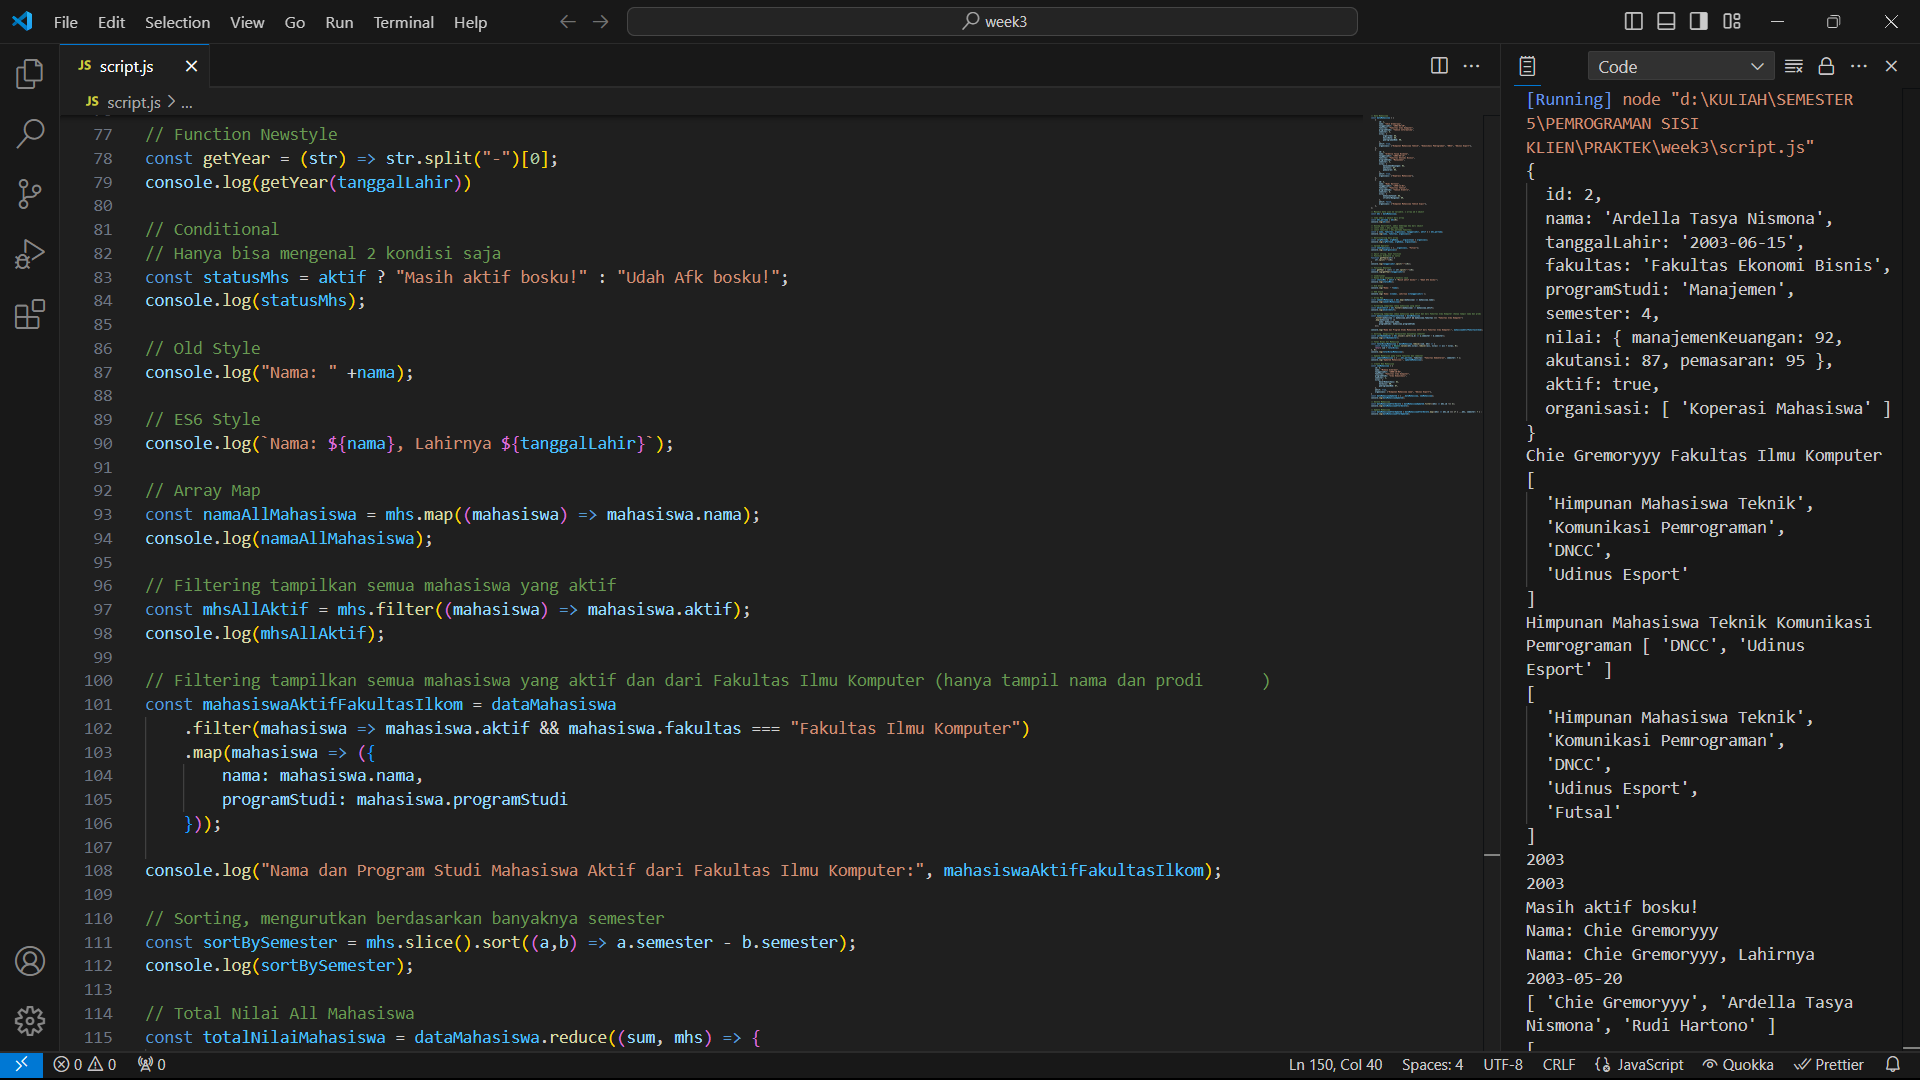 File Edit Selection View Go Run Terminal Help
week3
JS script.js
JS script.js > ...
77 // Function Newstyle
78 const getYear = (str) => str.split("-")[0];
79 console.log(getYear(tanggalLahir))
80
81 // Conditional
82 // Hanya bisa mengenal 2 kondisi saja
83 const statusMhs = aktif ? "Masih aktif bosku!" : "Udah Afk bosku!";
84 console.log(statusMhs);
85
86 // Old Style
87 console.log("Nama: " +nama);
88
89 // ES6 Style
90 console.log(`Nama: ${nama}, Lahirnya ${tanggalLahir}`);
91
92 // Array Map
93 const namaAllMahasiswa = mhs.map((mahasiswa) => mahasiswa.nama);
94 console.log(namaAllMahasiswa);
95
96 // Filtering tampilkan semua mahasiswa yang aktif
97 const mhsAllAktif = mhs.filter((mahasiswa) => mahasiswa.aktif);
98 console.log(mhsAllAktif);
99
100 // Filtering tampilkan semua mahasiswa yang aktif dan dari Fakultas Ilmu Komputer (hanya tampil nama dan prodi      )
101 const mahasiswaAktifFakultasIlkom = dataMahasiswa
102     .filter(mahasiswa => mahasiswa.aktif && mahasiswa.fakultas === "Fakultas Ilmu Komputer")
103     .map(mahasiswa => ({
104         nama: mahasiswa.nama,
105         programStudi: mahasiswa.programStudi
106     }));
107
108 console.log("Nama dan Program Studi Mahasiswa Aktif dari Fakultas Ilmu Komputer:", mahasiswaAktifFakultasIlkom);
109
110 // Sorting, mengurutkan berdasarkan banyaknya semester
111 const sortBySemester = mhs.slice().sort((a,b) => a.semester - b.semester);
112 console.log(sortBySemester);
113
114 // Total Nilai All Mahasiswa
115 const totalNilaiMahasiswa = dataMahasiswa.reduce((sum, mhs) => {
Code
[Running] node "d:\KULIAH\SEMESTER
5\PEMROGRAMAN SISI
KLIEN\PRAKTEK\week3\script.js"
{
  id: 2,
  nama: 'Ardella Tasya Nismona',
  tanggalLahir: '2003-06-15',
  fakultas: 'Fakultas Ekonomi Bisnis',
  programStudi: 'Manajemen',
  semester: 4,
  nilai: { manajemenKeuangan: 92,
  akutansi: 87, pemasaran: 95 },
  aktif: true,
  organisasi: [ 'Koperasi Mahasiswa' ]
}
Chie Gremoryyy Fakultas Ilmu Komputer
[
  'Himpunan Mahasiswa Teknik',
  'Komunikasi Pemrograman',
  'DNCC',
  'Udinus Esport'
]
Himpunan Mahasiswa Teknik Komunikasi
Pemrograman [ 'DNCC', 'Udinus
Esport' ]
[
  'Himpunan Mahasiswa Teknik',
  'Komunikasi Pemrograman',
  'DNCC',
  'Udinus Esport',
  'Futsal'
]
2003
2003
Masih aktif bosku!
Nama: Chie Gremoryyy
Nama: Chie Gremoryyy, Lahirnya
2003-05-20
[ 'Chie Gremoryyy', 'Ardella Tasya
Nismona', 'Rudi Hartono' ]
[
0 0 0
Ln 150, Col 40 Spaces: 4 UTF-8 CRLF JavaScript Quokka Prettier